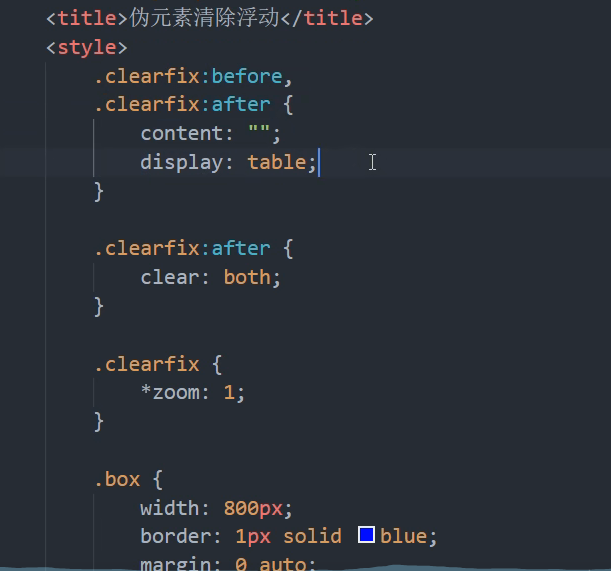 <title>伪元素清除浮动</title>
<style>
.clearfix:before,
.clearfix:after {
content: "";
display: table;
}
.clearfix:after {
clear: both;
}
.clearfix {
*zoom: 1;
}
.box {
width: 800px;
border: 1px solid blue;
margin: 0 auto;